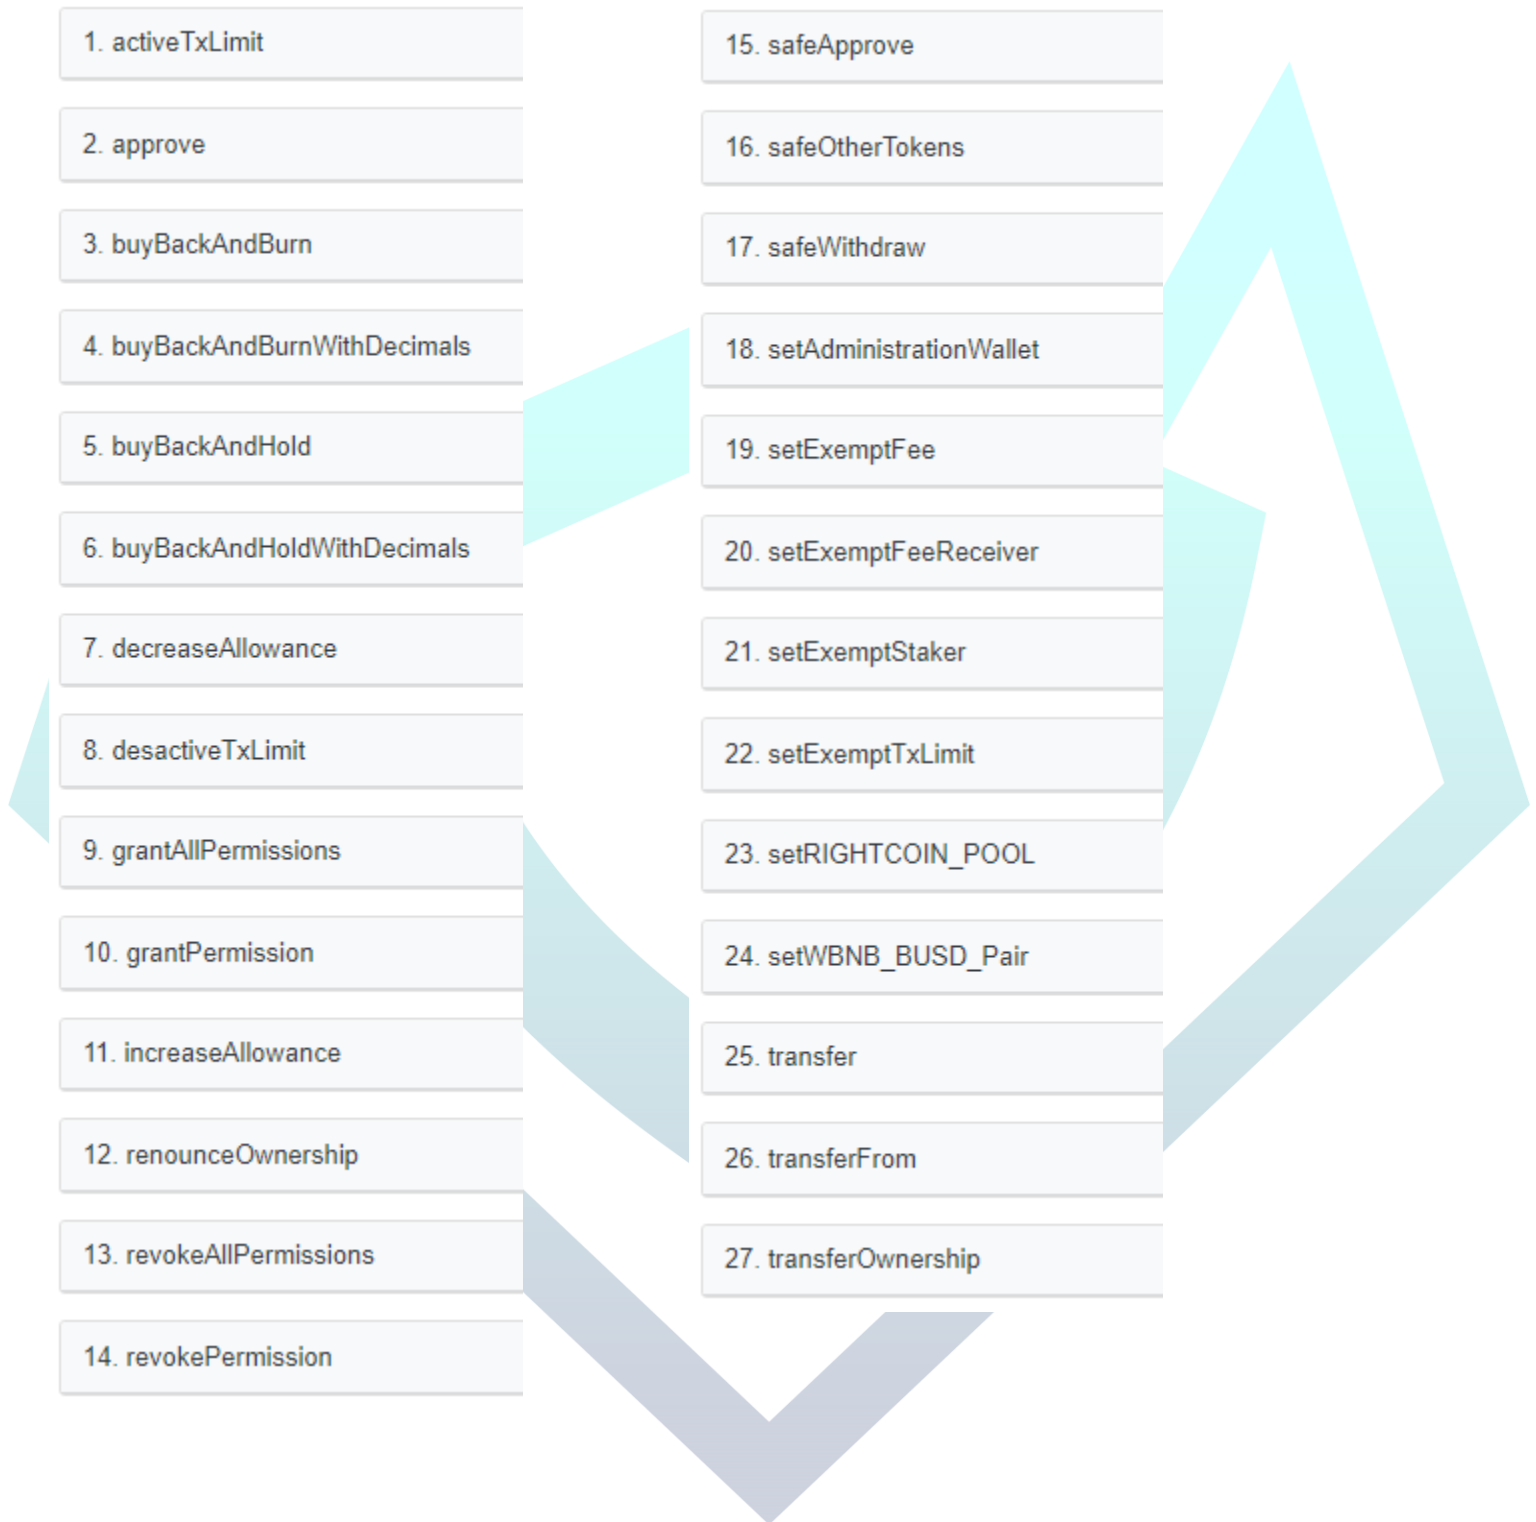 1. activeTxLimit
2. approve
3. buyBackAndBurn
4. buyBackAndBurnWithDecimals
5. buyBackAndHold
6. buyBackAndHoldWithDecimals
7. decreaseAllowance
8. desactiveTxLimit
9. grantAllPermissions
10. grantPermission
11. increaseAllowance
12. renounceOwnership
13. revokeAllPermissions
14. revokePermission
15. safeApprove
16. safeOtherTokens
17. safeWithdraw
18. setAdministrationWallet
19. setExemptFee
20. setExemptFeeReceiver
21. setExemptStaker
22. setExemptTxLimit
23. setRIGHTCOIN_POOL
24. setWBNB_BUSD_Pair
25. transfer
26. transferFrom
27. transferOwnership